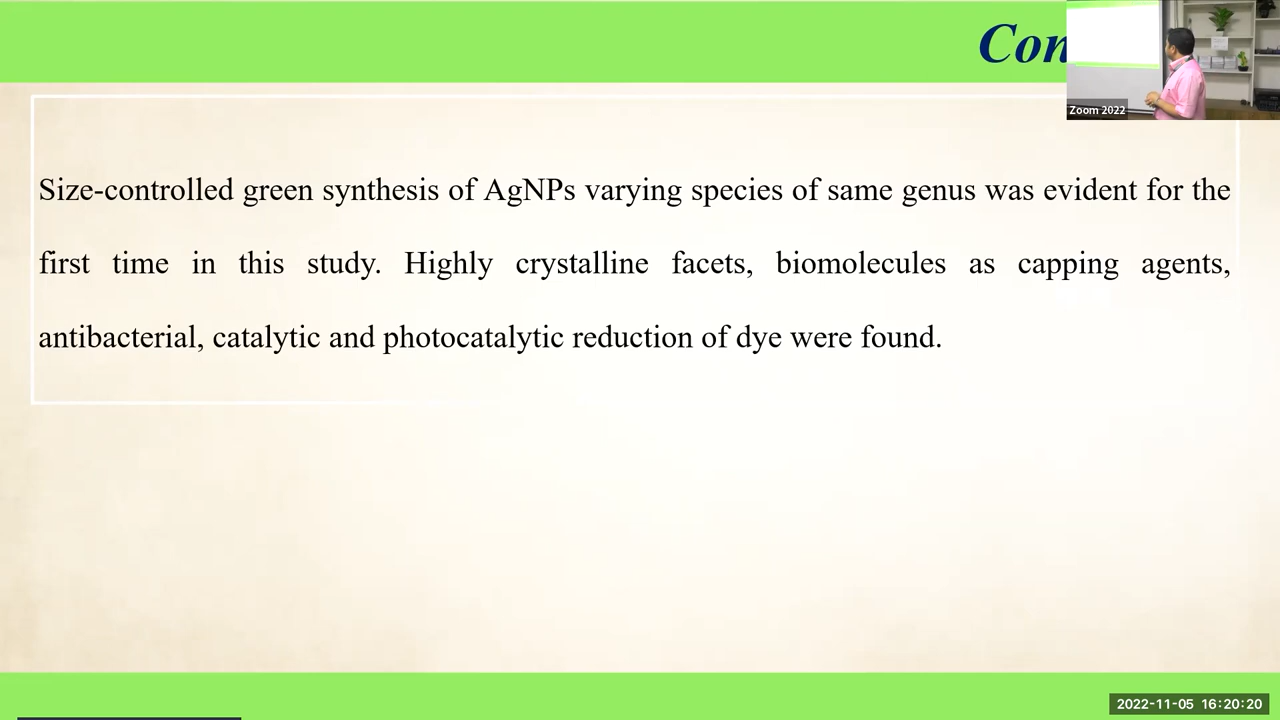 Con
Zoom 2022
Size-controlled green synthesis of AgNPs varying species of same genus was evident for the
first time in this study. Highly crystalline facets, biomolecules as capping agents,
antibacterial, catalytic and photocatalytic reduction of dye were found.
2022-11-05 16:20:20